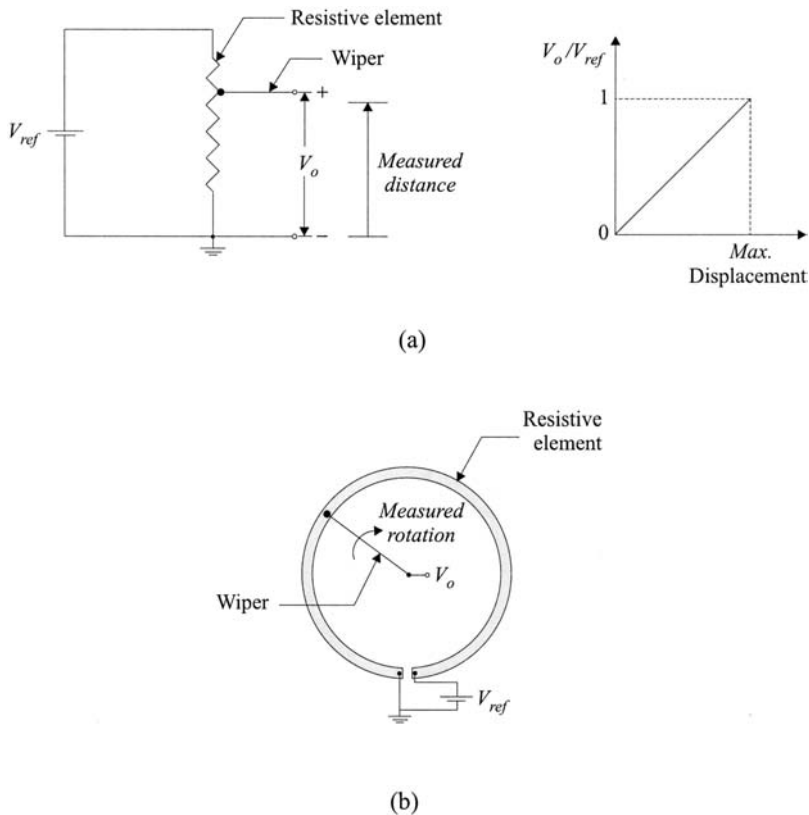 Resistive element
Wiper
V_ref
+
V_o
Measured
distance
−
V_o/V_ref
1
0
Max.
Displacement
(a)
Resistive
element
Measured
rotation
V_o
Wiper
V_ref
(b)